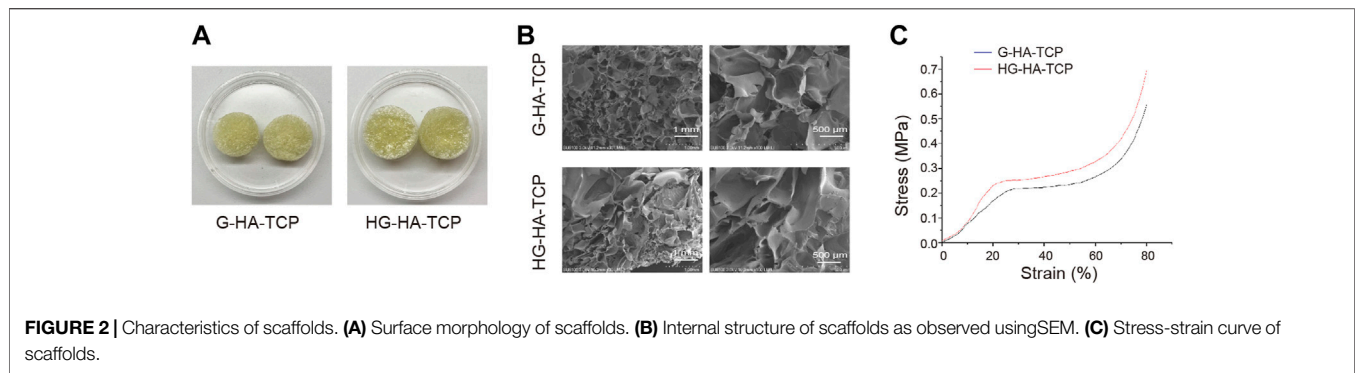 A
G-HA-TCP
HG-HA-TCP
B
G-HA-TCP
1 mm
500 μm
HG-HA-TCP
1 mm
500 μm
C
G-HA-TCP
HG-HA-TCP
Stress (MPa)
0.7
0.6
0.5
0.4
0.3
0.2
0.1
0.0
0
20
40
60
80
Strain (%)
FIGURE 2 | Characteristics of scaffolds. (A) Surface morphology of scaffolds. (B) Internal structure of scaffolds as observed usingSEM. (C) Stress-strain curve of
scaffolds.